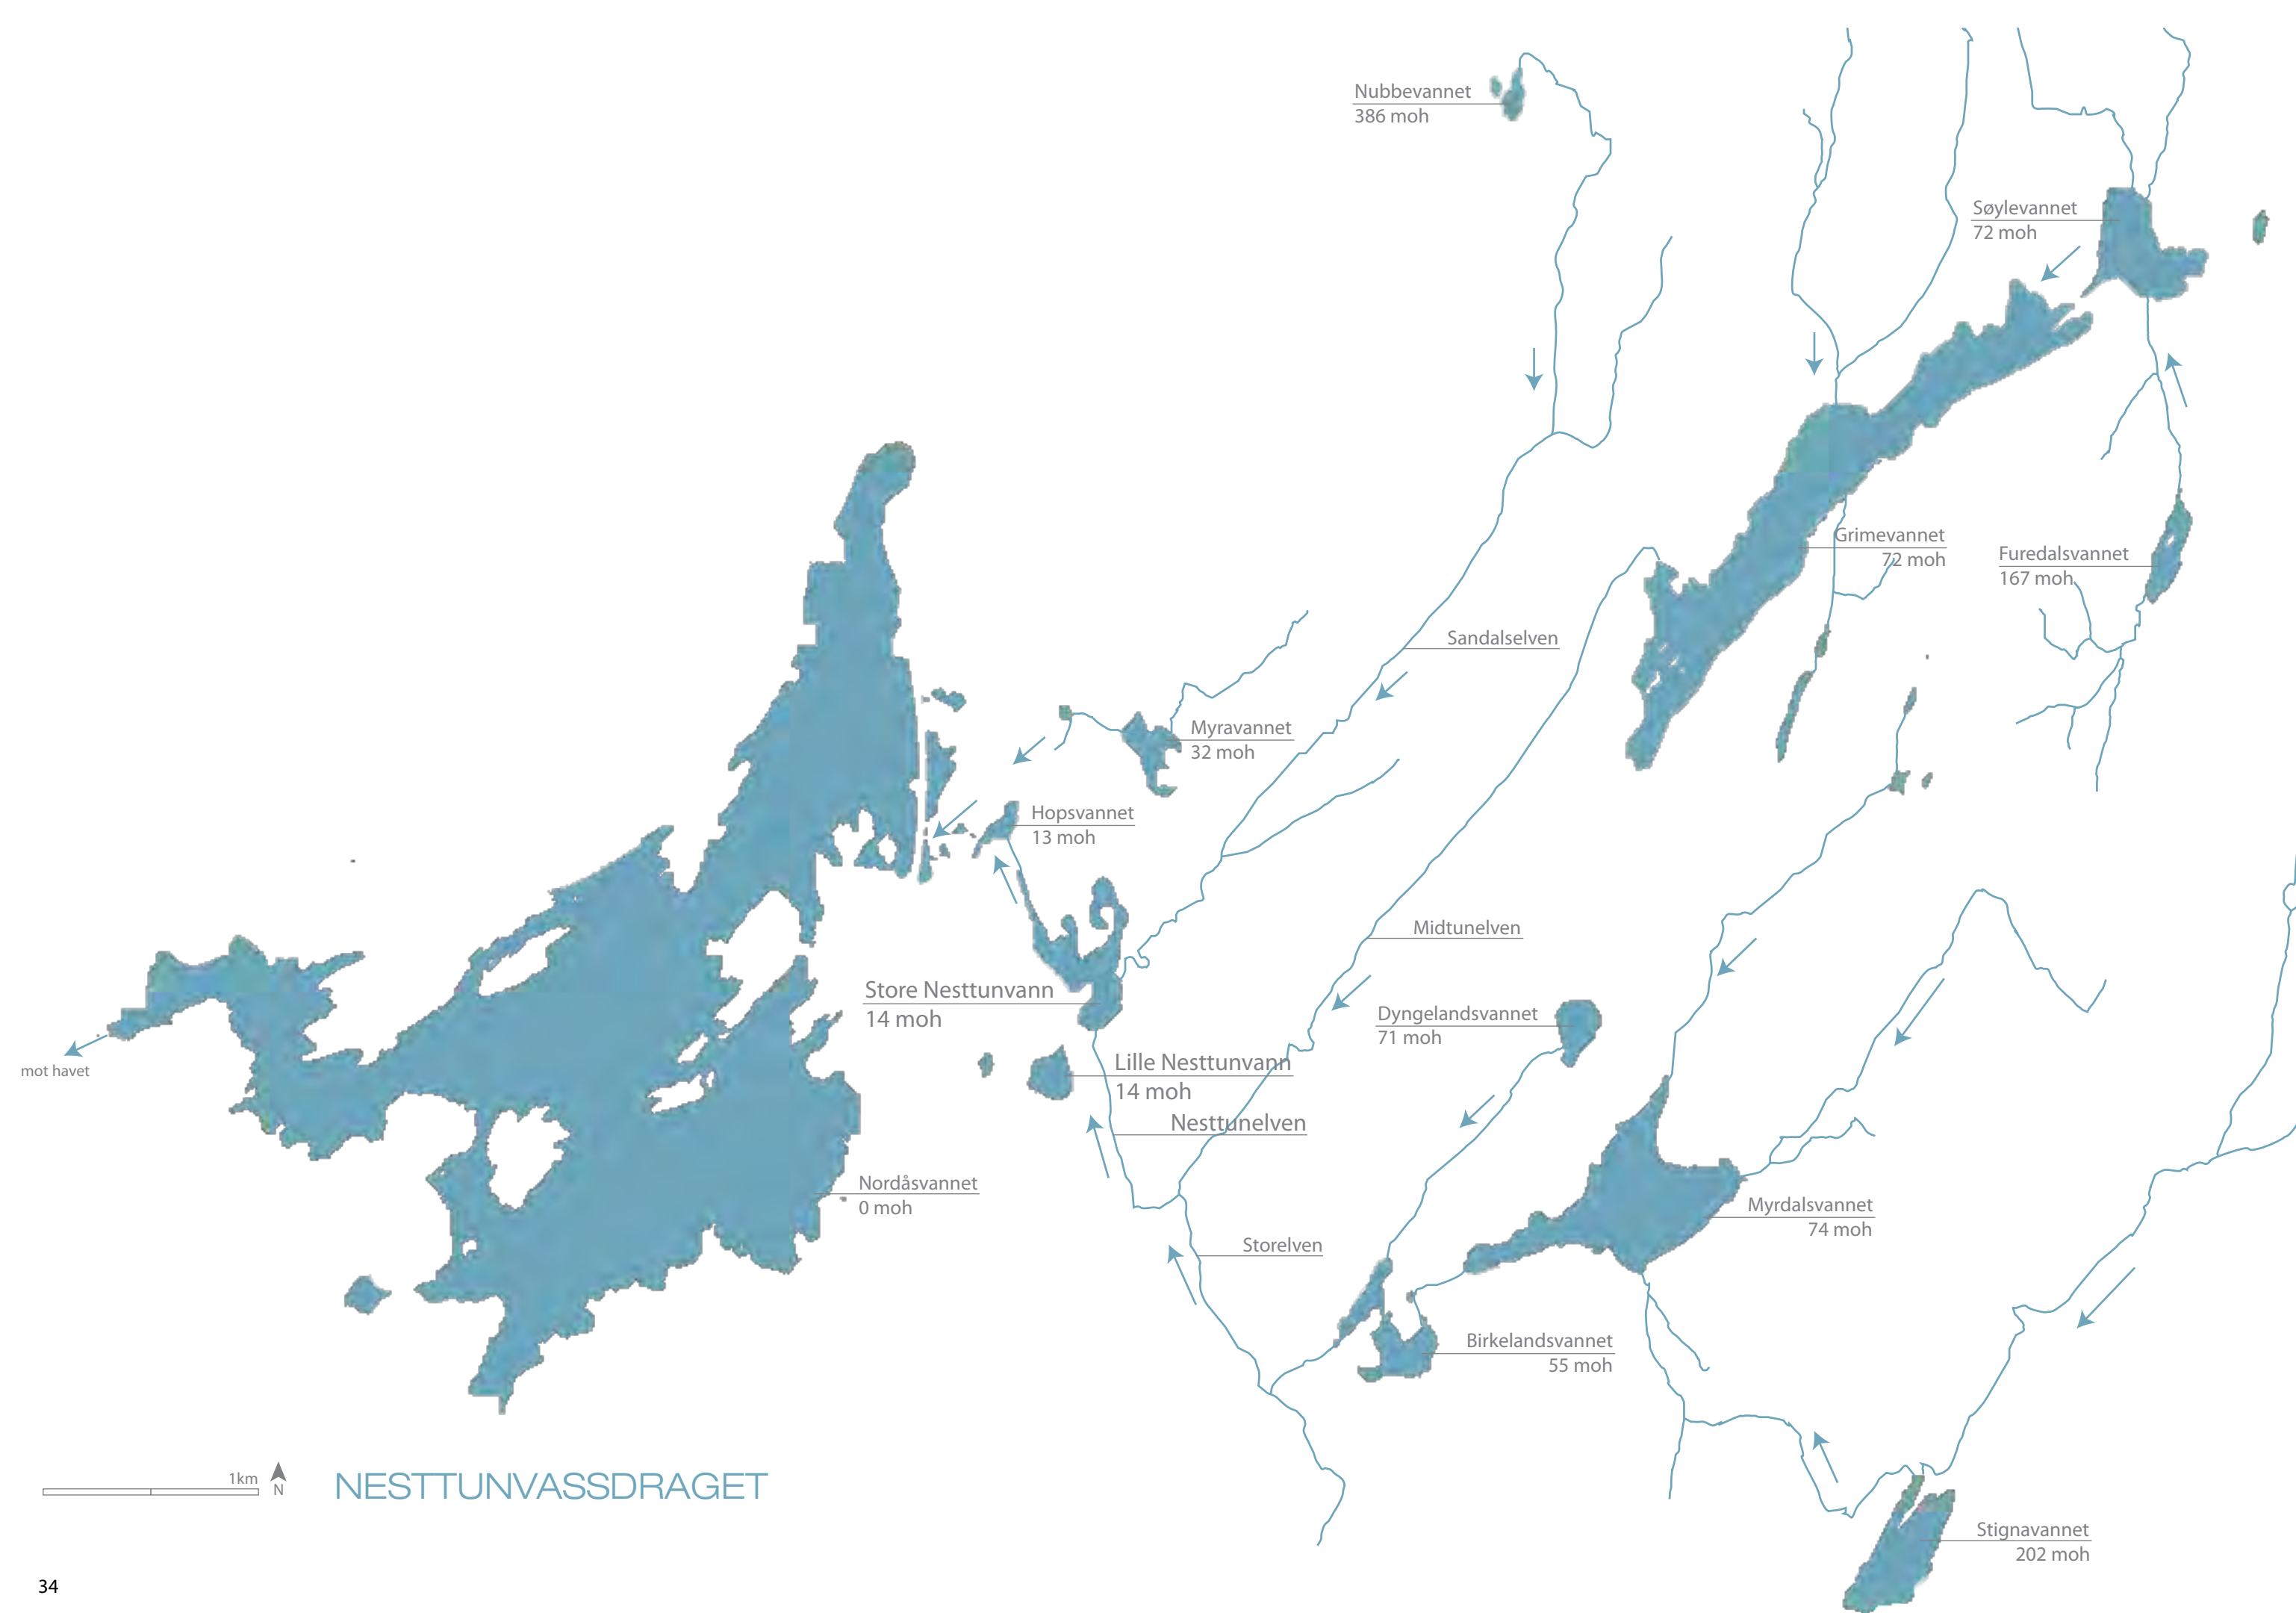 Nubbevannet
386 moh
Søylevannet
72 moh
Grimevannet
72 moh
Furedalsvannet
167 moh
Sandalselven
Myravannet
32 moh
Hopsvannet
13 moh
Midtunelven
Store Nesttunvann
14 moh
Dyngelandsvannet
71 moh
mot havet
Lille Nesttunvann
14 moh
Nesttunelven
Nordåsvannet
0 moh
Myrdalsvannet
74 moh
Storelven
Birkelandsvannet
55 moh
1km
N
NESTTUNVASSDRAGET
Stignavannet
202 moh
34